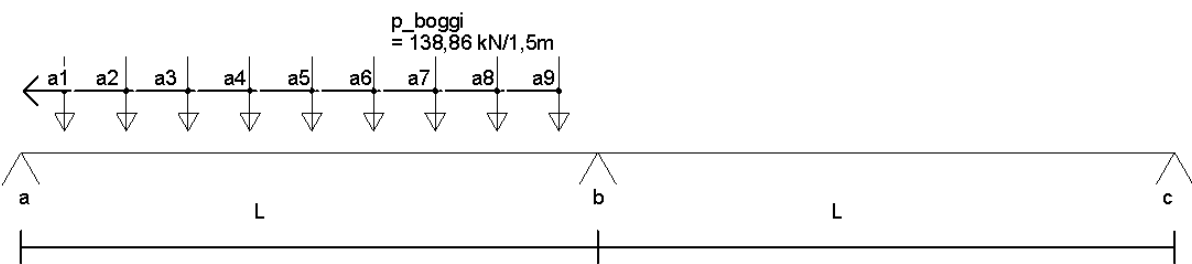 p_boggi
= 138,86 kN/1,5m
a1 a2 a3 a4 a5 a6 a7 a8 a9
a b c
L L